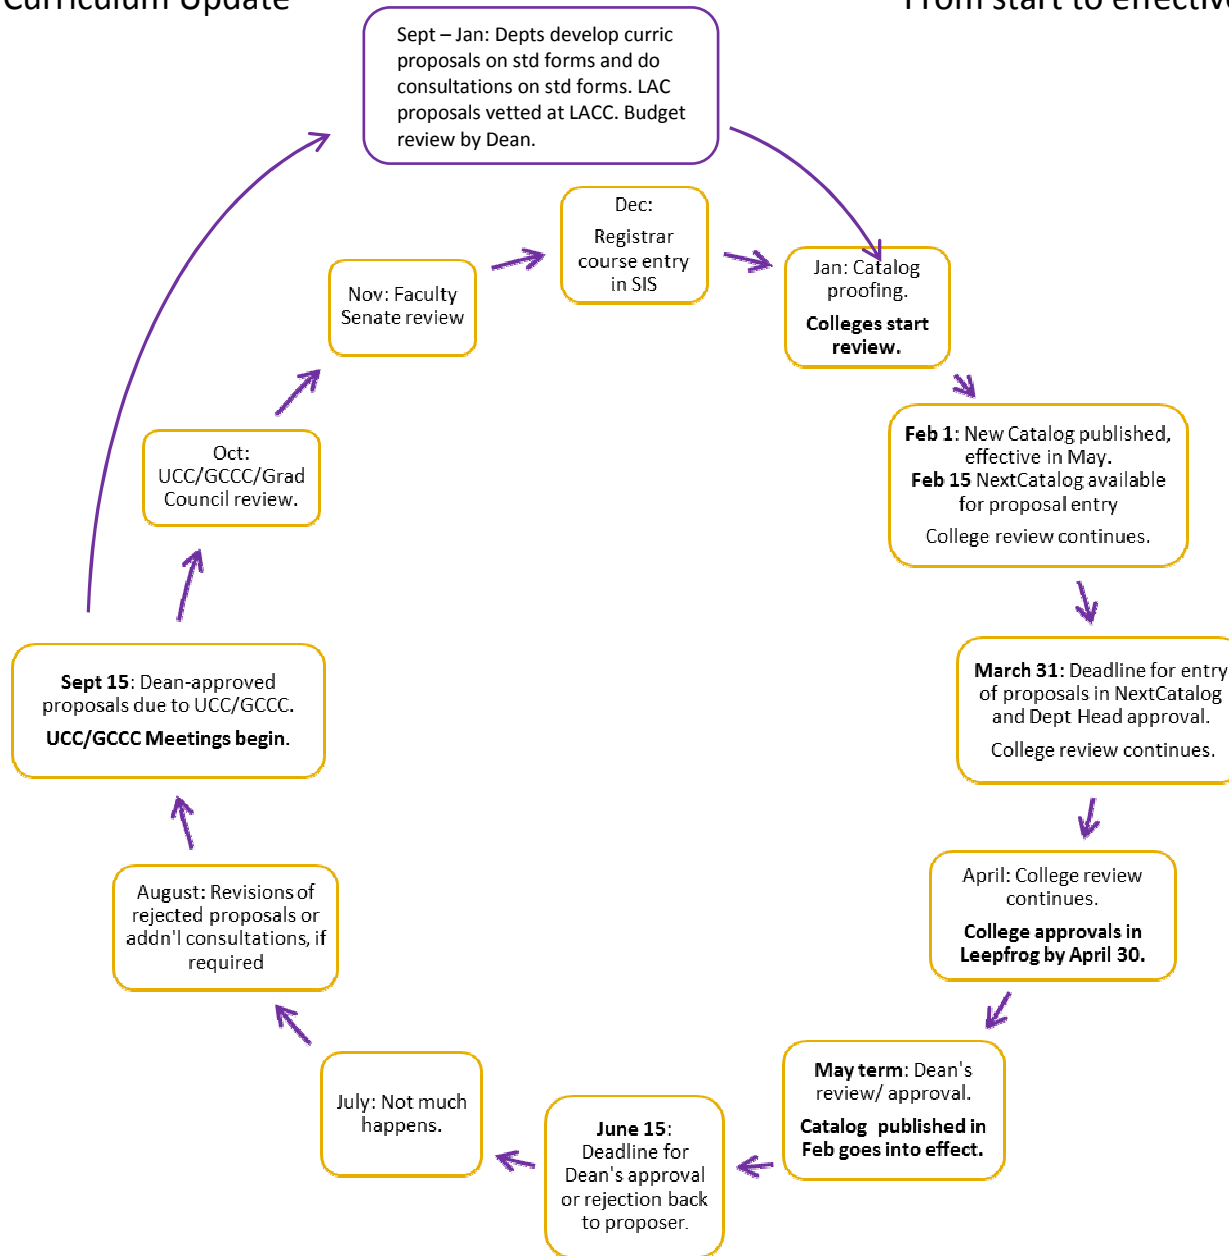 Curriculum Update
From start to effective
Sept – Jan: Depts develop curric
proposals on std forms and do
consultations on std forms. LAC
proposals vetted at LACC. Budget
review by Dean.
Dec:
Registrar
course entry
in SIS
Jan: Catalog
proofing.
Colleges start
review.
Nov: Faculty
Senate review
Feb 1: New Catalog published,
effective in May.
Feb 15 NextCatalog available
for proposal entry
College review continues.
Oct:
UCC/GCCC/Grad
Council review.
March 31: Deadline for entry
of proposals in NextCatalog
and Dept Head approval.
College review continues.
Sept 15: Dean-approved
proposals due to UCC/GCCC.
UCC/GCCC Meetings begin.
April: College review
continues.
College approvals in
Leepfrog by April 30.
August: Revisions of
rejected proposals or
addn'l consultations, if
required
May term: Dean's
review/ approval.
Catalog published in
Feb goes into effect.
July: Not much
happens.
June 15:
Deadline for
Dean's approval
or rejection back
to proposer.